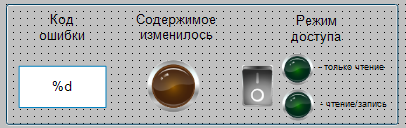 Код
ошибки
Содержимое
изменилось
Режим
доступа
%d
- только чтение
- чтение/запись